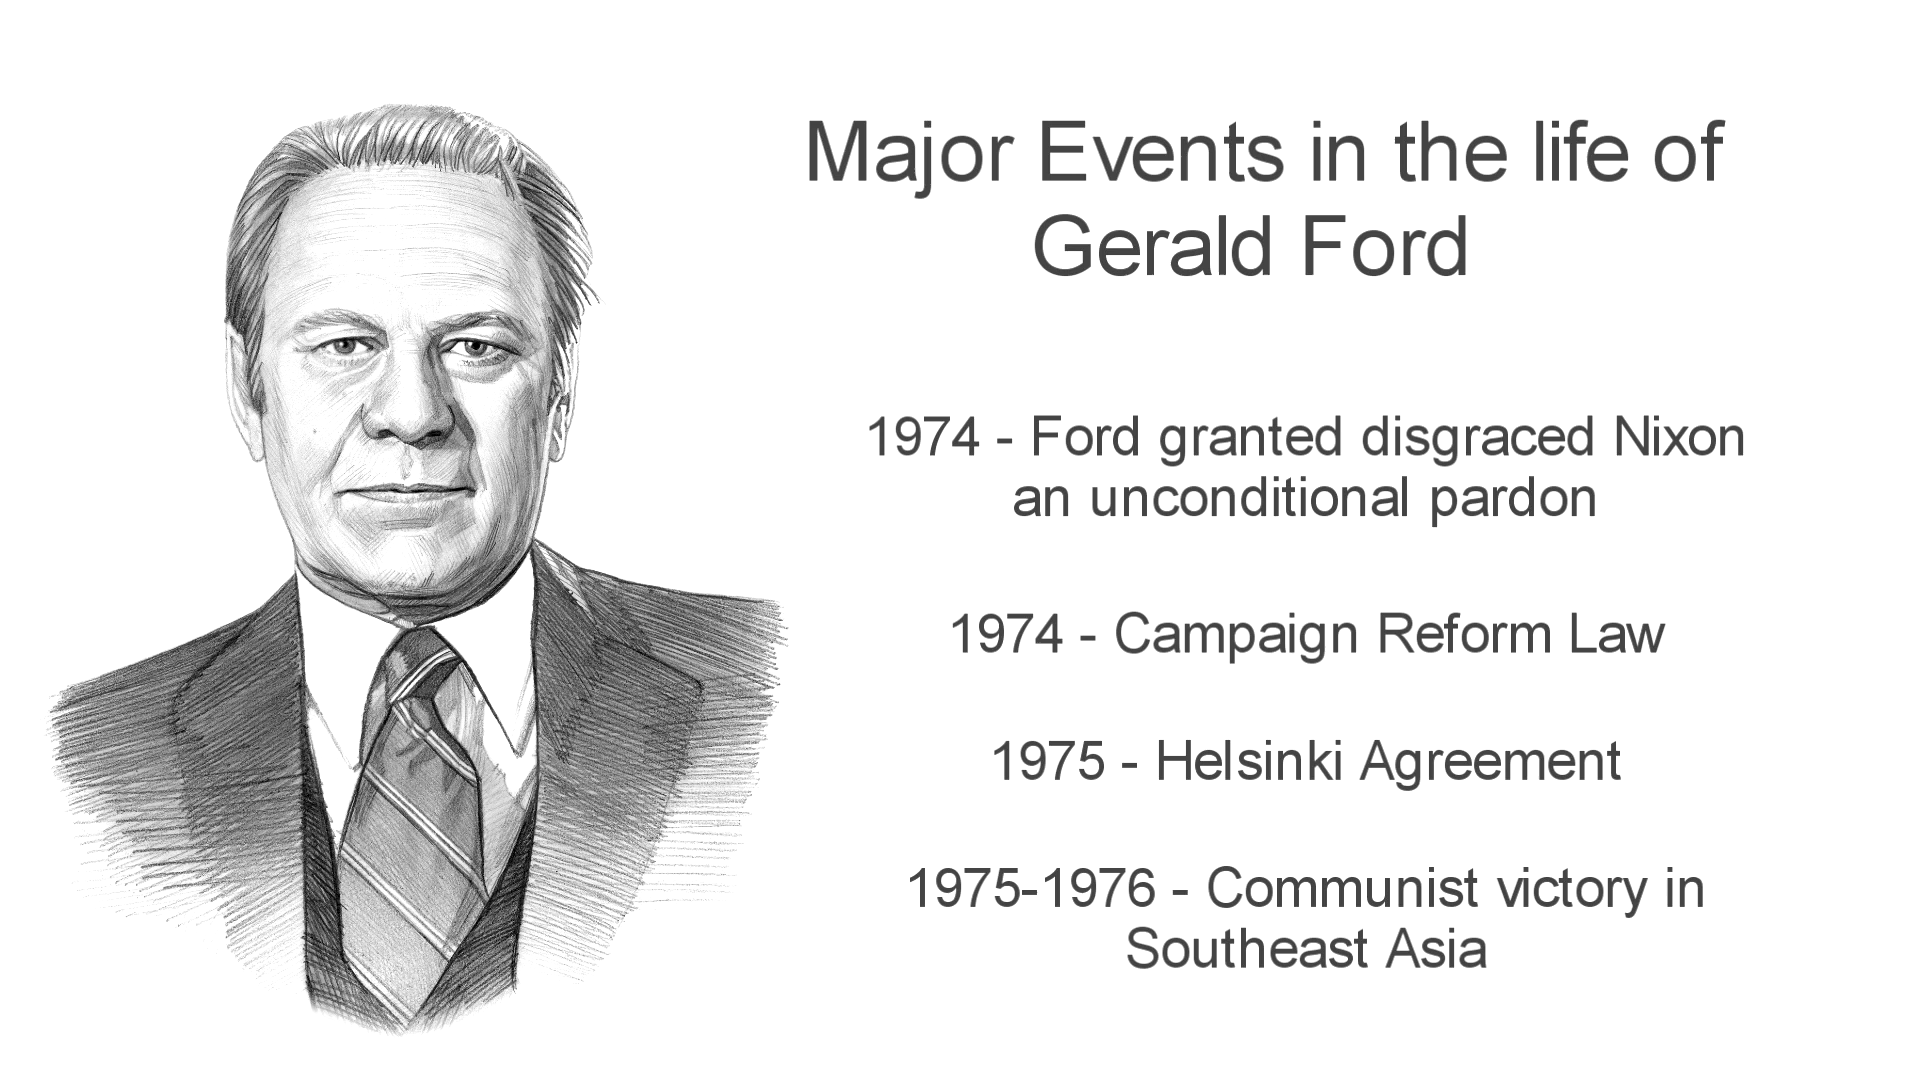 Major Events in the life of
Gerald Ford
1974 - Ford granted disgraced Nixon
an unconditional pardon
1974 - Campaign Reform Law
1975 - Helsinki Agreement
1975-1976 - Communist victory in
Southeast Asia